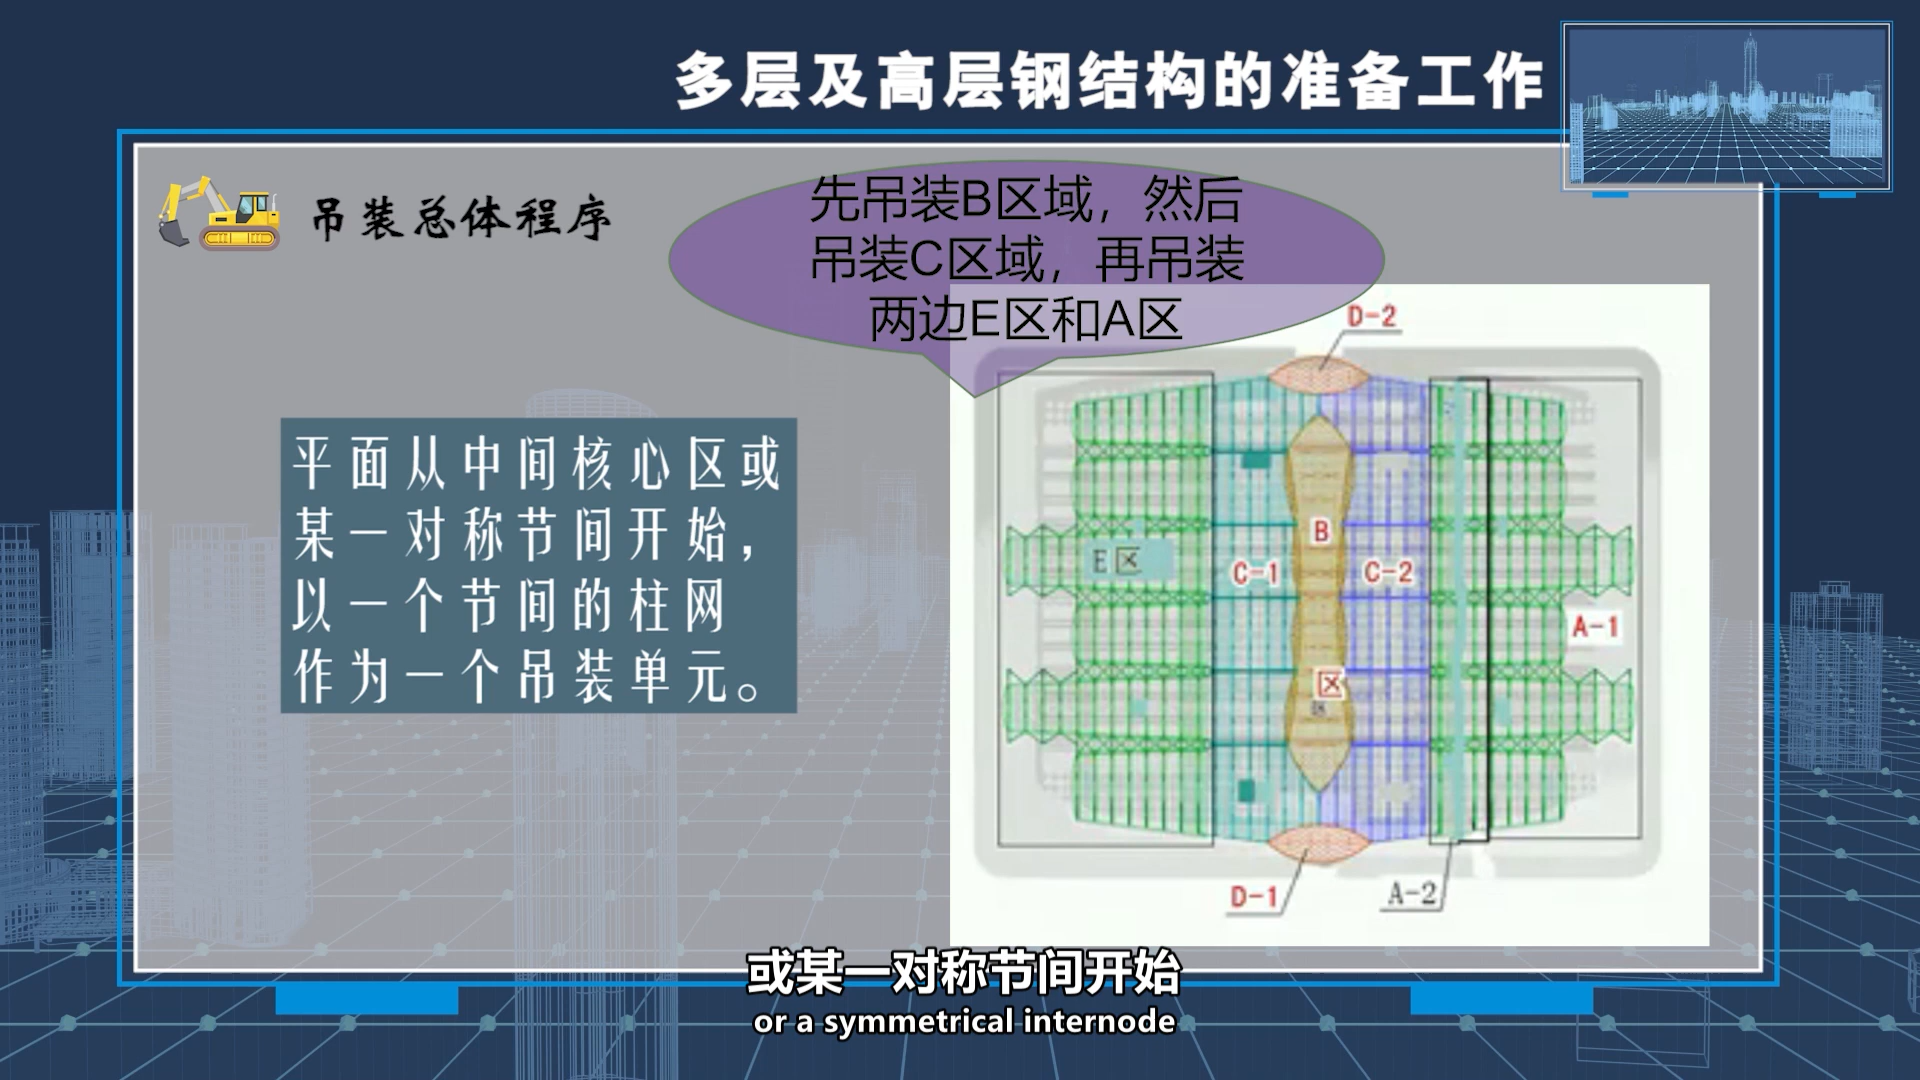 多层及高层钢结构的准备工作
吊装总体程序
先吊装B区域，然后
吊装C区域，再吊装
两边E区和A区
平面从中间核心区或
某一对称节间开始，
以一个节间的柱网
作为一个吊装单元。
D-2
B
E区
C-1
C-2
A-1
区
D-1
A-2
或某一对称节间开始
or a symmetrical internode